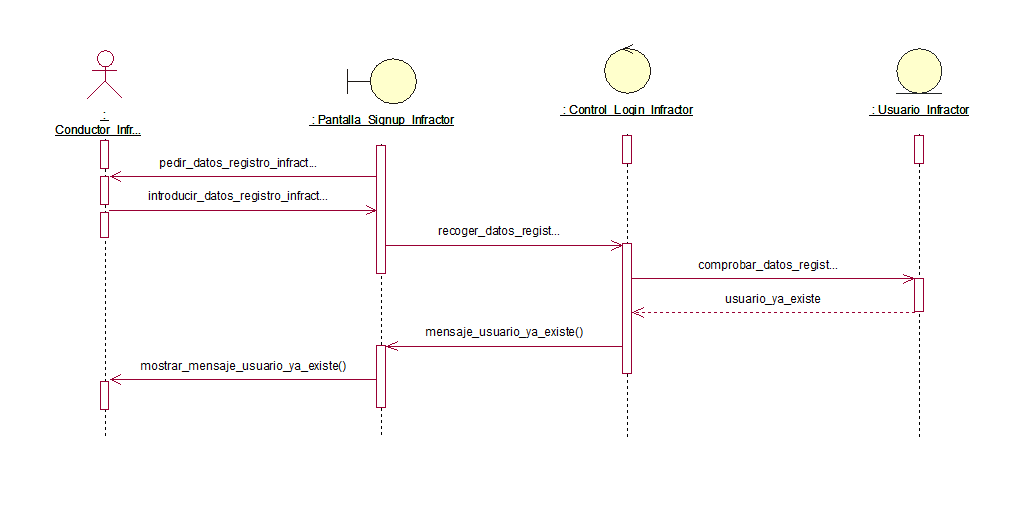 :
Conductor_Infr...
: Pantalla_Signup_Infractor
: Control_Login_Infractor
: Usuario_Infractor
pedir_datos_registro_infract...
introducir_datos_registro_infract...
recoger_datos_regist...
comprobar_datos_regist...
usuario_ya_existe
mensaje_usuario_ya_existe()
mostrar_mensaje_usuario_ya_existe()